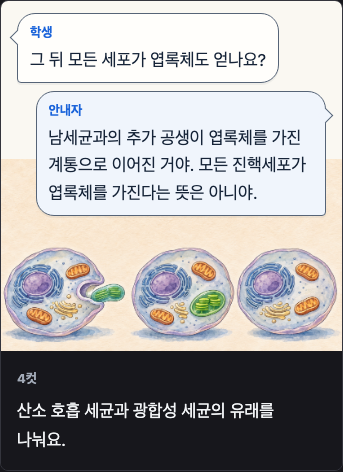 학생
그 뒤 모든 세포가 엽록체도 얻나요?
안내자
남세균과의 추가 공생이 엽록체를 가진
계통으로 이어진 거야. 모든 진핵세포가
엽록체를 가진다는 뜻은 아니야.
4컷
산소 호흡 세균과 광합성 세균의 유래를
나눠요.